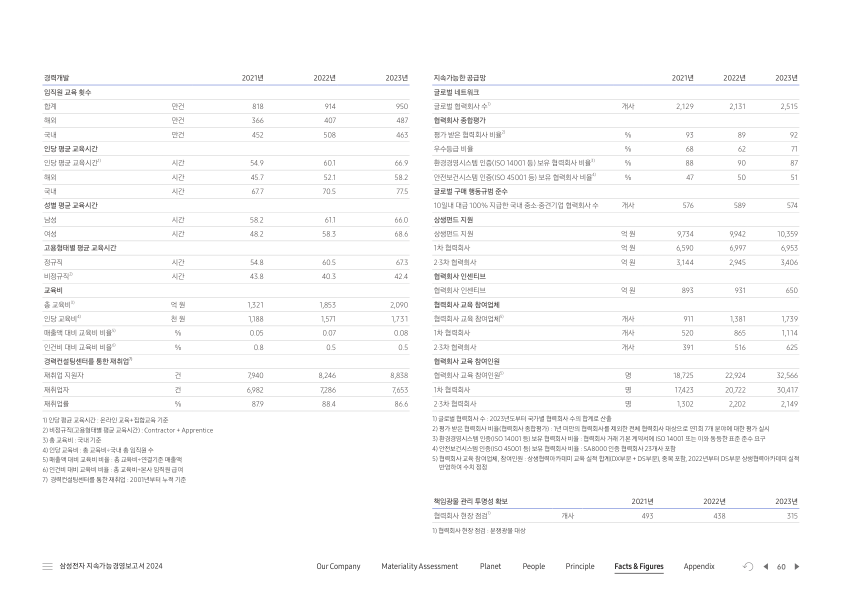 경력개발 2021년 2022년 2023년
임직원 교육 횟수
합계 만건 818 914 950
해외 만건 366 407 487
국내 만건 452 508 463
인당 평균 교육시간
인당 평균 교육시간1) 시간 54.9 60.1 66.9
해외 시간 45.7 52.1 58.2
국내 시간 67.7 70.5 77.5
성별 평균 교육시간
남성 시간 58.2 61.1 66.0
여성 시간 48.2 58.3 68.6
고용형태별 평균 교육시간
정규직 시간 54.8 60.5 67.3
비정규직2) 시간 43.8 40.3 42.4
교육비
총 교육비3) 억 원 1,321 1,853 2,090
인당 교육비4) 천 원 1,188 1,571 1,731
매출액 대비 교육비 비율5) % 0.05 0.07 0.08
인건비 대비 교육비 비율6) % 0.8 0.5 0.5
경력컨설팅센터를 통한 재취업7)
재취업 지원자 건 7,940 8,246 8,838
재취업자 건 6,982 7,286 7,653
재취업률 % 87.9 88.4 86.6
1) 인당 평균 교육시간 : 온라인 교육+집합교육 기준
2) 비정규직(고용형태별 평균 교육시간) : Contractor + Apprentice
3) 총 교육비 : 국내 기준
4) 인당 교육비 : 총 교육비÷국내 총 임직원 수
5) 매출액 대비 교육비 비율 : 총 교육비÷연결기준 매출액
6) 인건비 대비 교육비 비율 : 총 교육비÷본사 임직원 급여
7) 경력컨설팅센터를 통한 재취업 : 2001년부터 누적 기준
지속가능한 공급망 2021년 2022년 2023년
글로벌 네트워크
글로벌 협력회사 수1) 개사 2,129 2,131 2,515
협력회사 종합평가
평가 받은 협력회사 비율2) % 93 89 92
우수등급 비율 % 68 62 71
환경경영시스템 인증(ISO 14001 등) 보유 협력회사 비율3) % 88 90 87
안전보건시스템 인증(ISO 45001 등) 보유 협력회사 비율4) % 47 50 51
글로벌 구매 행동규범 준수
10일내 대금 100% 지급한 국내 중소·중견기업 협력회사 수 개사 576 589 574
상생펀드 지원
상생펀드 지원 억 원 9,734 9,942 10,359
1차 협력회사 억 원 6,590 6,997 6,953
2·3차 협력회사 억 원 3,144 2,945 3,406
협력회사 인센티브
협력회사 인센티브 억 원 893 931 650
협력회사 교육 참여업체
협력회사 교육 참여업체5) 개사 911 1,381 1,739
1차 협력회사 개사 520 865 1,114
2·3차 협력회사 개사 391 516 625
협력회사 교육 참여인원
협력회사 교육 참여인원5) 명 18,725 22,924 32,566
1차 협력회사 명 17,423 20,722 30,417
2·3차 협력회사 명 1,302 2,202 2,149
1) 글로벌 협력회사 수 : 2023년도부터 국가별 협력회사 수의 합계로 산출
2) 평가 받은 협력회사 비율(협력회사 종합평가) : 1년 미만의 협력회사를 제외한 전체 협력회사 대상으로 연1회 7개 분야에 대한 평가 실시
3) 환경경영시스템 인증(ISO 14001 등) 보유 협력회사 비율 : 협력회사 거래 기본 계약서에 ISO 14001 또는 이와 동등한 표준 준수 요구
4) 안전보건시스템 인증(ISO 45001 등) 보유 협력회사 비율 : SA8000 인증 협력회사 23개사 포함
5) 협력회사 교육 참여업체, 참여인원 : 상생협력아카데미 교육 실적 합계(DX부문 + DS부문), 중복 포함, 2022년부터 DS부문 상생협력아카데미 실적
반영하여 수치 정정
책임광물 관리 투명성 확보 2021년 2022년 2023년
협력회사 현장 점검1) 개사 493 438 315
1) 협력회사 현장 점검 : 분쟁광물 대상
삼성전자 지속가능경영보고서 2024 Our Company Materiality Assessment Planet People Principle Facts & Figures Appendix 60